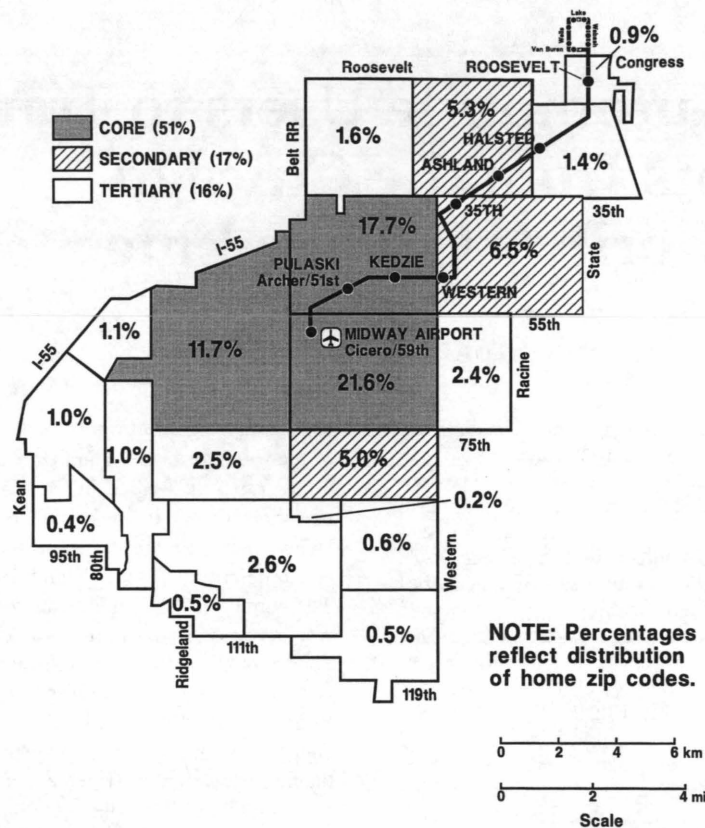 Lake
Wells
Wabash
Van Buren
0.9%
ROOSEVELT
Congress
Roosevelt
CORE (51%)
SECONDARY (17%)
TERTIARY (16%)
Belt RR
1.6%
5.3%
HALSTED
ASHLAND
1.4%
35TH
35th
17.7%
I-55
PULASKI
Archer/51st
KEDZIE
6.5%
State
WESTERN
55th
1.1%
11.7%
MIDWAY AIRPORT
Cicero/59th
I-55
21.6%
2.4%
Racine
1.0%
75th
1.0%
2.5%
5.0%
Kean
0.2%
0.4%
95th
80th
2.6%
0.6%
Western
0.5%
Ridgeland
111th
0.5%
119th
NOTE: Percentages
reflect distribution
of home zip codes.
0 2 4 6 km
0 2 4 mi
Scale